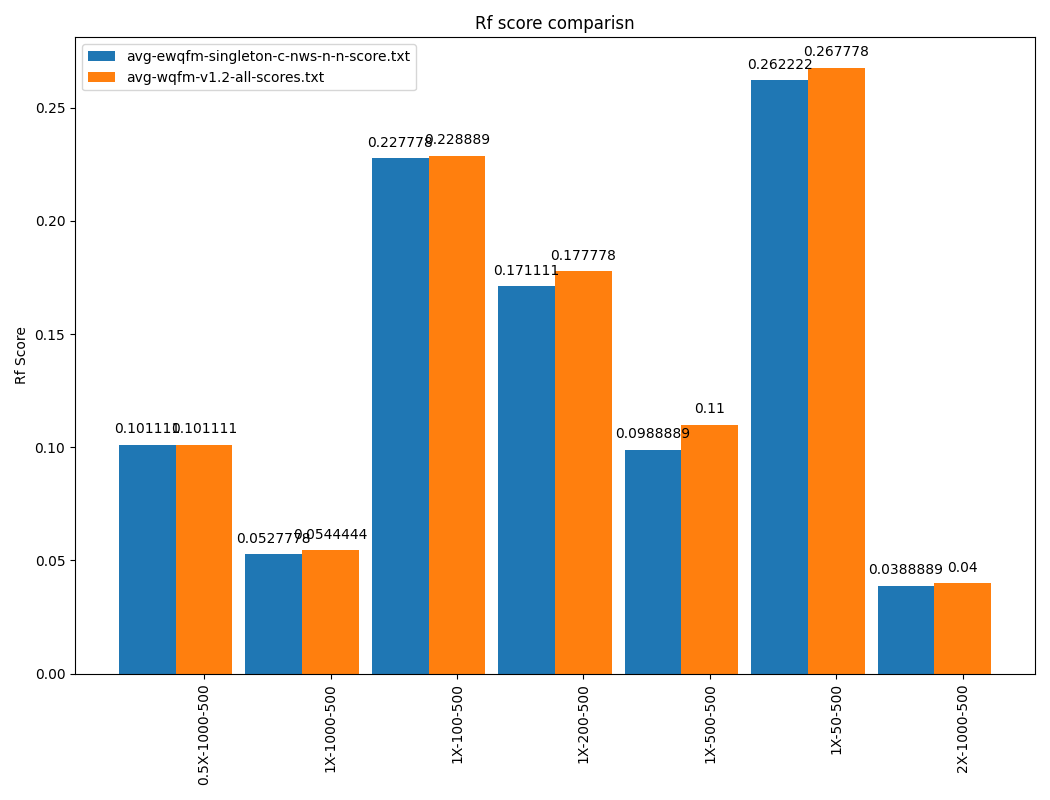 Rf score comparisn
avg-ewqfm-singleton-c-nws-n-n-score.txt
avg-wqfm-v1.2-all-scores.txt
Rf Score
0.25
0.20
0.15
0.10
0.05
0.00
0.101111
0.101111
0.0527778
0.0544444
0.227778
0.228889
0.171111
0.177778
0.0988889
0.11
0.262222
0.267778
0.0388889
0.04
0.5X-1000-500
1X-1000-500
1X-100-500
1X-200-500
1X-500-500
1X-50-500
2X-1000-500